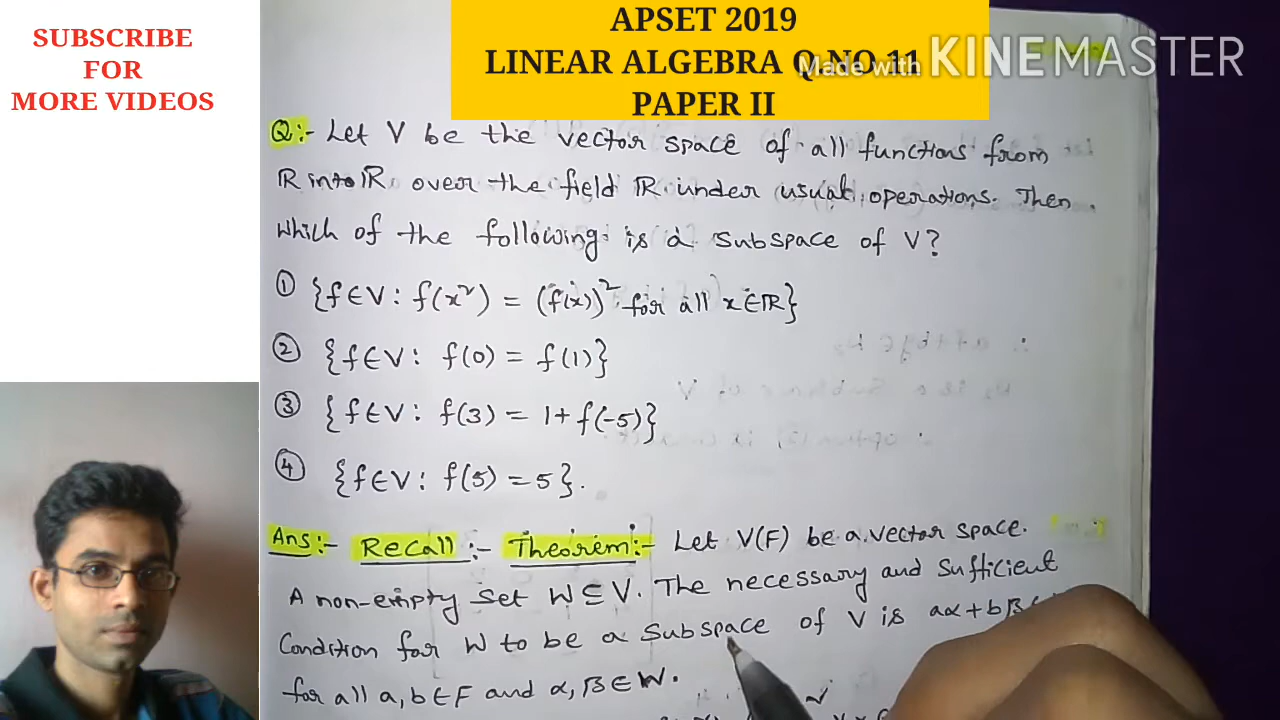 SUBSCRIBE
FOR
MORE VIDEOS
APSET 2019
LINEAR ALGEBRA Q.NO 11
PAPER II
Made with KINEMASTER
Q:- Let V be the vector space of all functions from
ℝ into ℝ over the field ℝ under usual operations. Then
which of the following is a subspace of V?
① {f∈V : f(x²) = (f(x))² for all x∈ℝ}
② {f∈V : f(0) = f(1)}
③ {f∈V : f(3) = 1+f(-5)}
④ {f∈V : f(5) = 5}.
Ans:- Recall:- Theorem:- Let V(F) be a vector space.
A non-empty set W⊆V. The necessary and sufficient
Condition for W to be a subspace of V is aα+bβ∈
for all a,b∈F and α,β∈W.